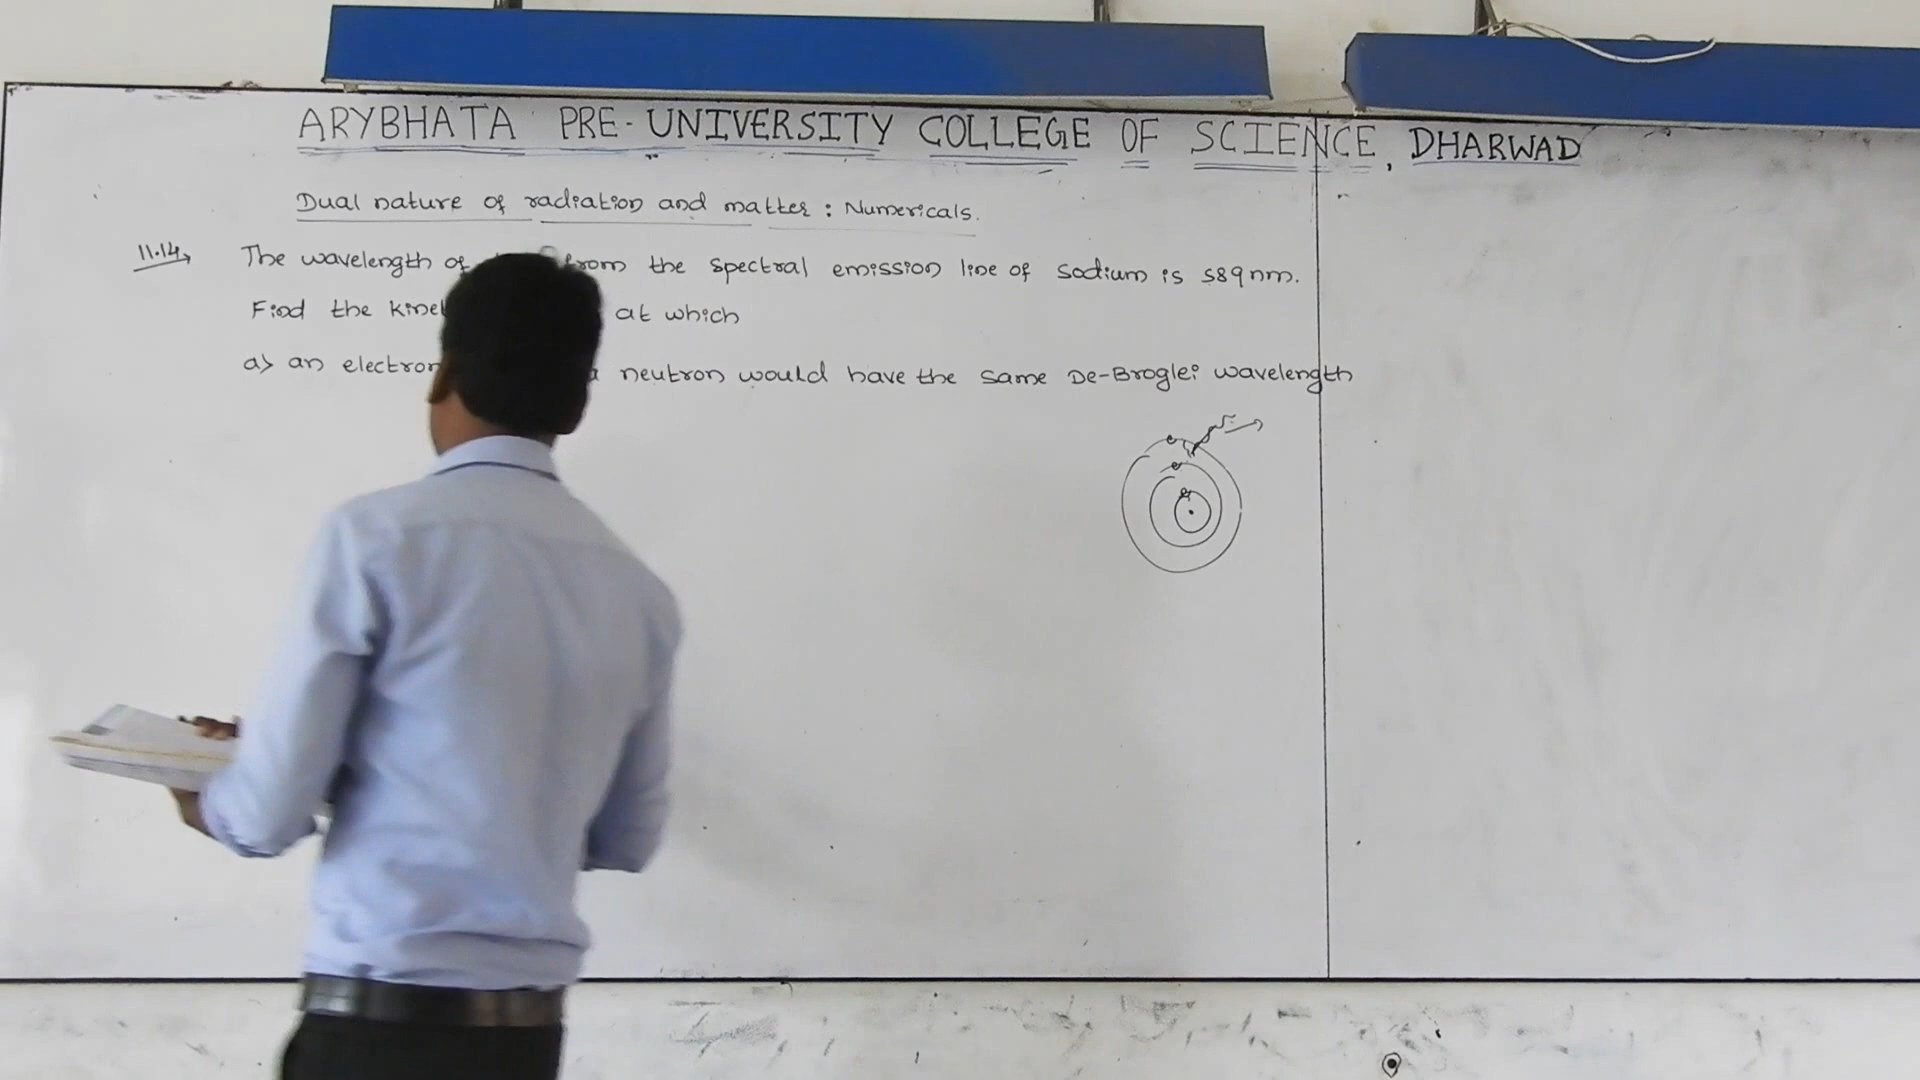 ARYBHATA PRE-UNIVERSITY COLLEGE OF SCIENCE, DHARWAD
Dual nature of radiation and matter : Numericals.
11.14 The wavelength of from the spectral emission line of sodium is 589nm.
Find the at which
a) an electron neutron would have the same De-Broglei wavelength